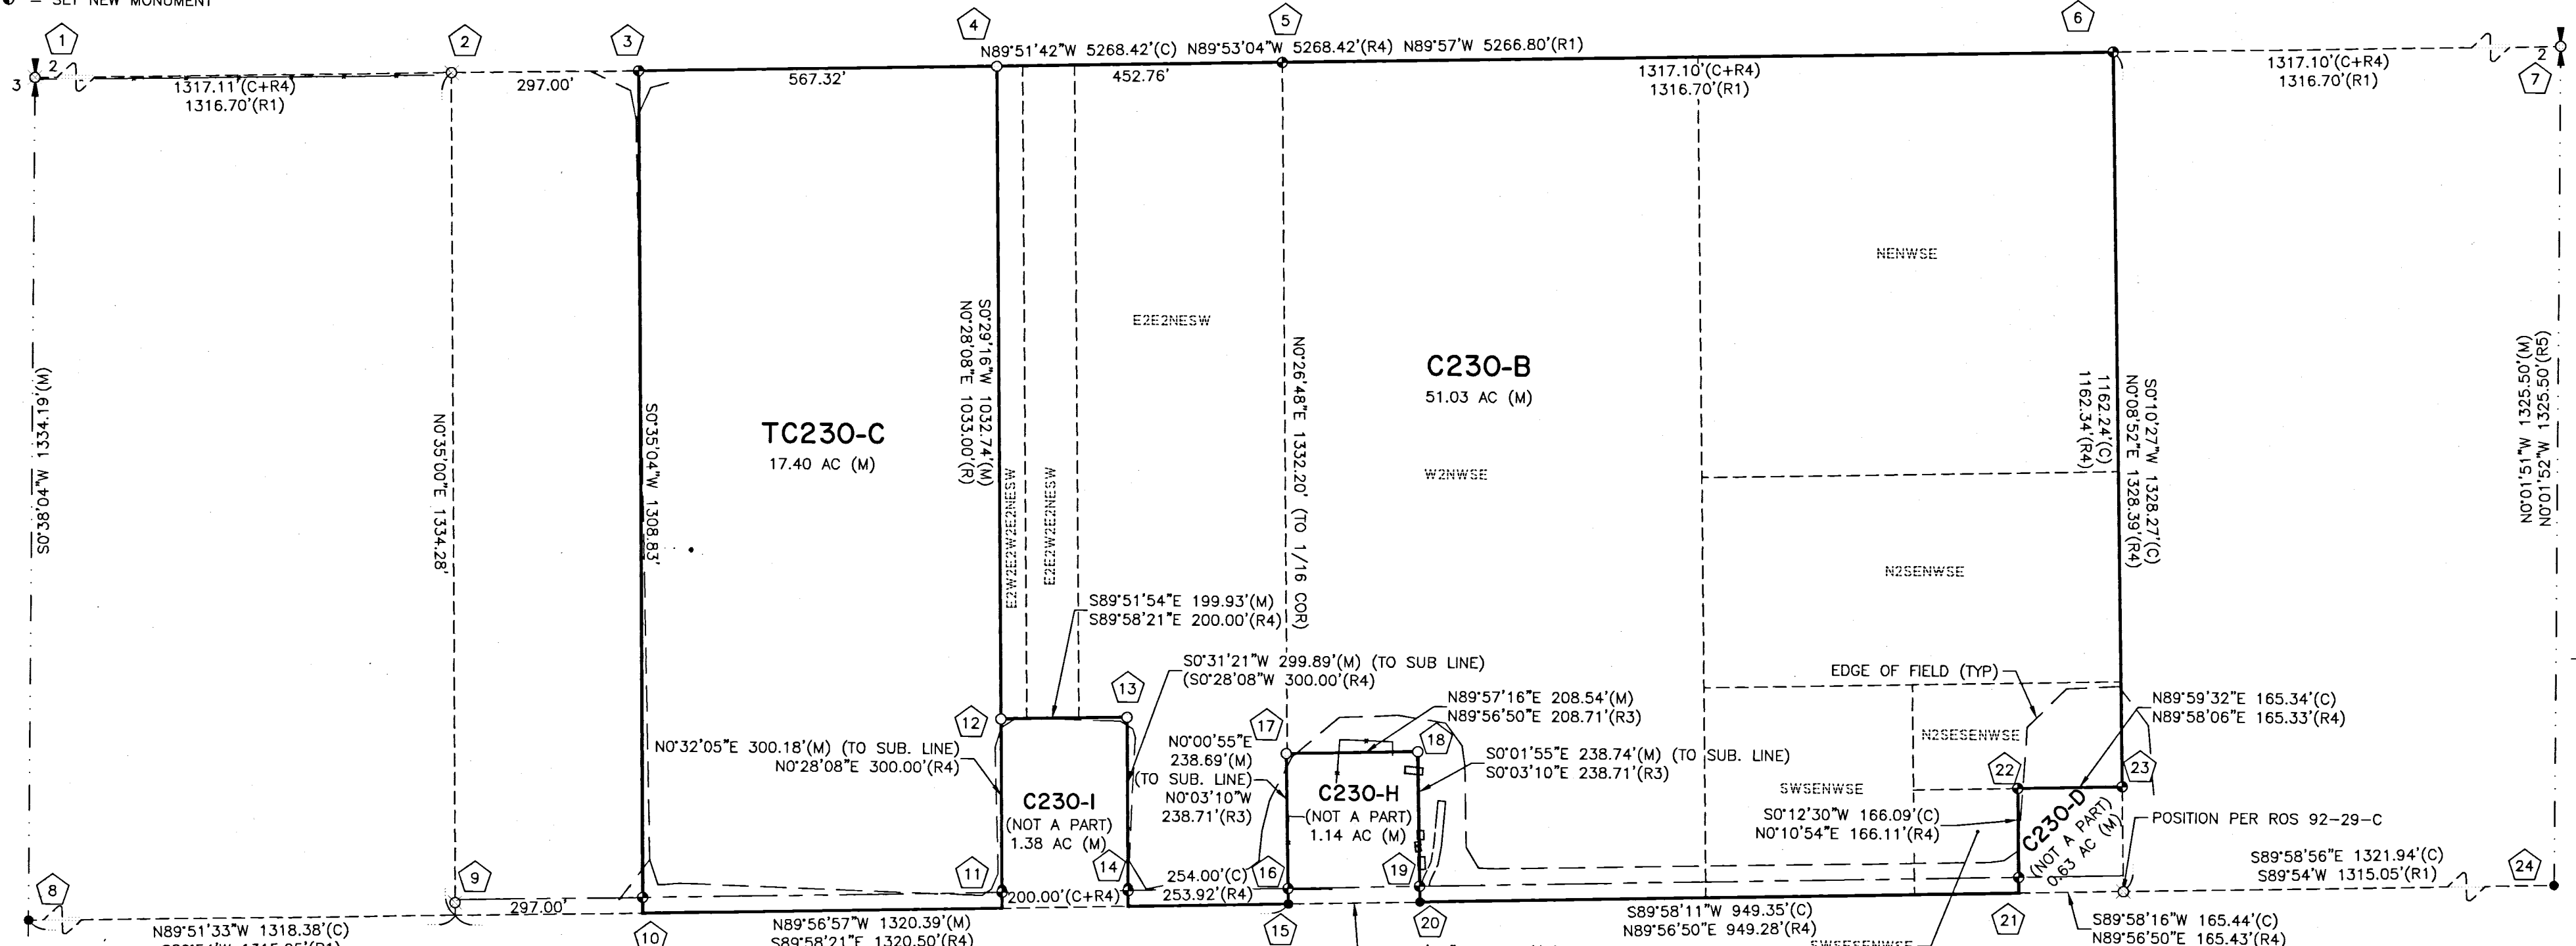 = SET NEW MONUMENT
1
2
3
4
5
6
N89°51'42"W 5268.42'(C) N89°53'04"W 5268.42'(R4) N89°57'W 5266.80'(R1)
2
3
1317.11'(C+R4)
1316.70'(R1)
297.00'
567.32'
452.76'
1317.10'(C+R4)
1316.70'(R1)
1317.10'(C+R4)
1316.70'(R1)
2
2
7
S0°38'04"W 1334.19'(M)
N0°35'00"E 1334.28'
S0°35'04"W 1308.83'
TC230-C
17.40 AC (M)
S0°29'16"W 1032.74'(M)
N0°28'08"E 1033.00'(R)
E2W2E2W2E2NESW
E2E2W2E2NESW
E2E2NESW
N0°26'48"E 1332.20' (TO 1/16 COR)
C230-B
51.03 AC (M)
W2NWSE
NENWSE
N2SENWSE
S0°10'27"W 1328.27'(C)
N0°08'52"E 1328.39'(R4)
1162.24'(C)
1162.34'(R4)
N0°01'51"W 1325.50'(M)
N0°01'52"W 1325.50'(R5)
S89°51'54"E 199.93'(M)
S89°58'21"E 200.00'(R4)
S0°31'21"W 299.89'(M) (TO SUB LINE)
(S0°28'08"W 300.00'(R4)
EDGE OF FIELD (TYP)
N89°57'16"E 208.54'(M)
N89°56'50"E 208.71'(R3)
N89°59'32"E 165.34'(C)
N89°58'06"E 165.33'(R4)
12
13
17
18
22
23
N0°32'05"E 300.18'(M) (TO SUB. LINE)
N0°28'08"E 300.00'(R4)
N0°00'55"E
238.69'(M)
(TO SUB. LINE)
N0°03'10"W
238.71'(R3)
S0°01'55"E 238.74'(M) (TO SUB. LINE)
S0°03'10"E 238.71'(R3)
N2SESENWSE
SWSENWSE
C230-I
(NOT A PART)
1.38 AC (M)
C230-H
(NOT A PART)
1.14 AC (M)
S0°12'30"W 166.09'(C)
N0°10'54"E 166.11'(R4)
C230-D
(NOT A PART)
0.63 AC (M)
POSITION PER ROS 92-29-C
S89°58'56"E 1321.94'(C)
S89°54'W 1315.05'(R1)
8
9
11
14
16
19
24
297.00'
200.00'(C+R4)
254.00'(C)
253.92'(R4)
N89°51'33"W 1318.38'(C)
10
N89°56'57"W 1320.39'(M)
S89°58'21"E 1320.50'(R4)
15
20
S89°58'11"W 949.35'(C)
N89°56'50"E 949.28'(R4)
21
S89°58'16"W 165.44'(C)
N89°56'50"E 165.43'(R4)
SWSESENWSE